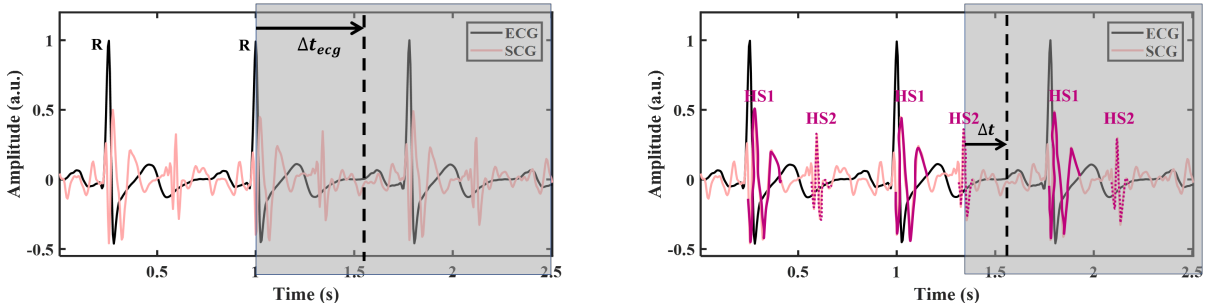 R
R
Δt_ecg
ECG
SCG
1
0.5
0
-0.5
Amplitude (a.u.)
0.5
1
1.5
2
2.5
Time (s)
HS1
HS2
HS1
HS2
Δt
HS1
HS2
ECG
SCG
1
0.5
0
-0.5
Amplitude (a.u.)
0.5
1
1.5
2
2.5
Time (s)